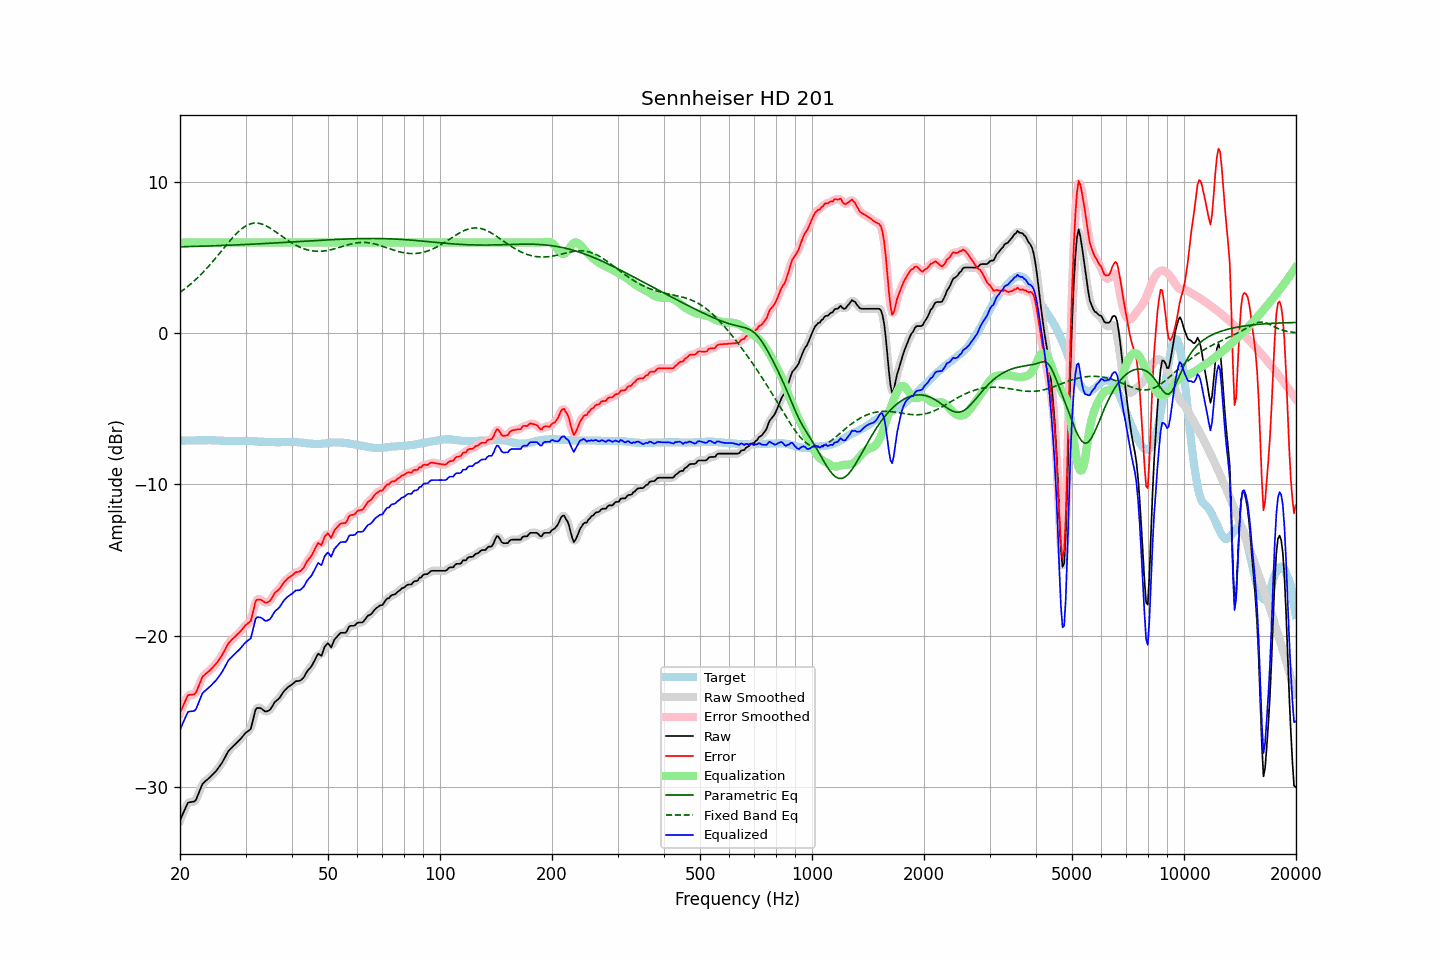 Sennheiser HD 201
Amplitude (dBr)
10
0
−10
−20
−30
20
50
100
200
500
1000
2000
5000
10000
20000
Frequency (Hz)
Target
Raw Smoothed
Error Smoothed
Raw
Error
Equalization
Parametric Eq
Fixed Band Eq
Equalized